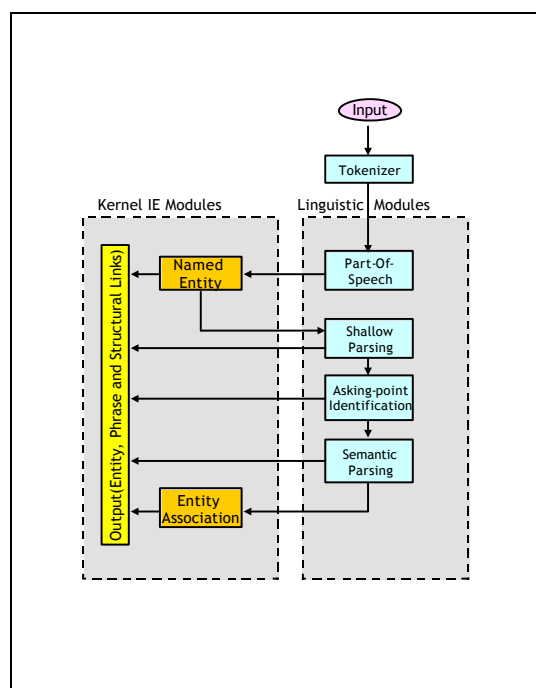 Input
Tokenizer
Kernel IE Modules
Linguistic Modules
Output(Entity, Phrase and Structural Links)
Named
Entity
Part-Of-
Speech
Shallow
Parsing
Asking-point
Identification
Semantic
Parsing
Entity
Association